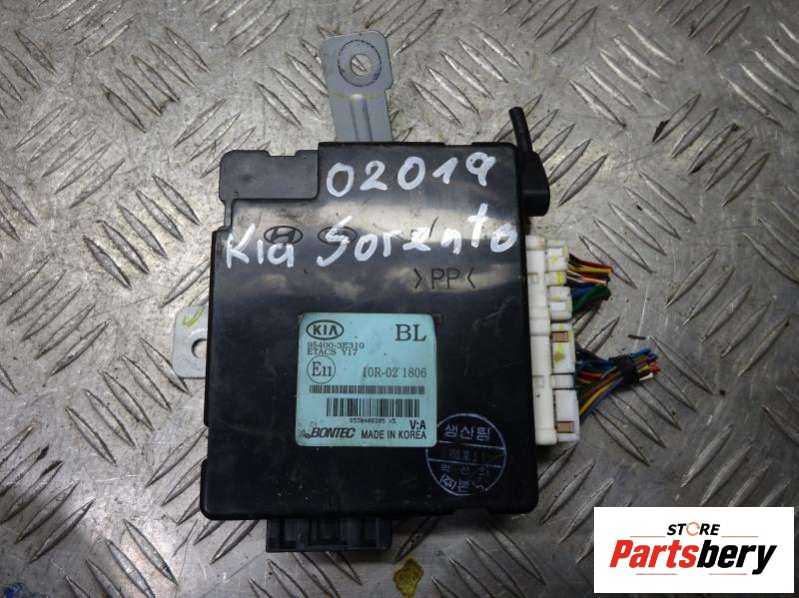 02019
Kia Sorento
>PP<
KIA
BL
95400-3E310
ETACS V17
E11
10R-02 1806
V:A
BONTEC MADE IN KOREA
생산팀
STORE
Partsbery